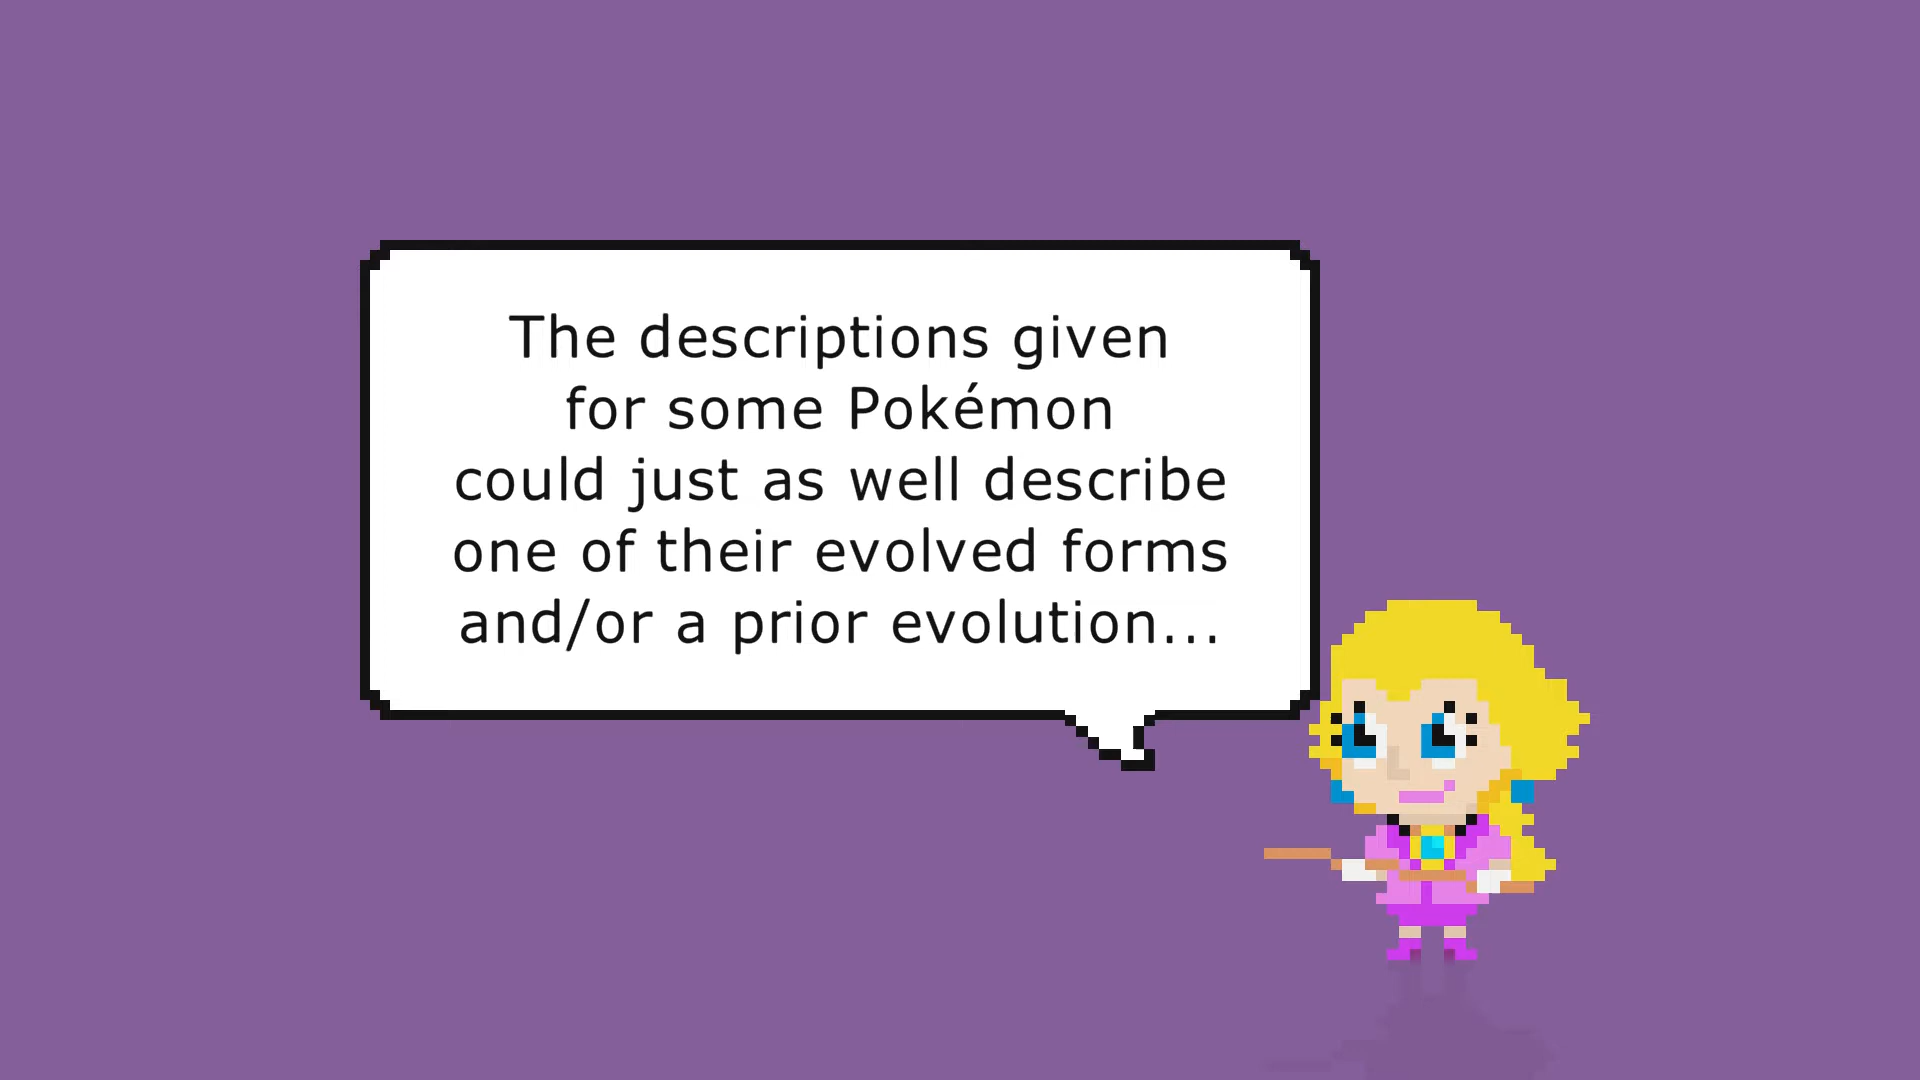 The descriptions given
for some Pokémon
could just as well describe
one of their evolved forms
and/or a prior evolution...